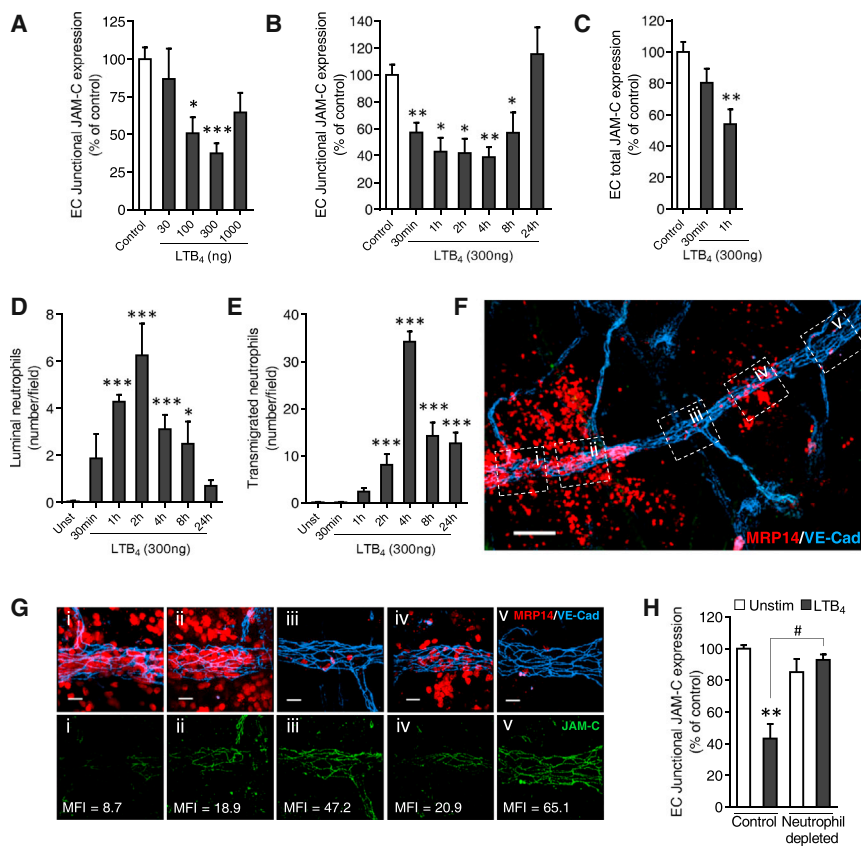 A
EC Junctional JAM-C expression
(% of control)
125
100
75
50
25
0
*
***
Control
30
100
300
1000
LTB4 (ng)
B
EC Junctional JAM-C expression
(% of control)
140
120
100
80
60
40
20
0
**
*
*
**
*
Control
30min
1h
2h
4h
8h
24h
LTB4 (300ng)
C
EC total JAM-C expression
(% of control)
120
100
80
60
40
20
0
**
Control
30min
1h
LTB4 (300ng)
D
Luminal neutrophils
(number/field)
8
6
4
2
0
***
***
***
*
Unst
30min
1h
2h
4h
8h
24h
LTB4 (300ng)
E
Transmigrated neutrophils
(number/field)
40
30
20
10
0
***
***
***
***
Unst
30min
1h
2h
4h
8h
24h
LTB4 (300ng)
F
i
ii
iii
iv
v
MRP14/VE-Cad
G
i
ii
iii
iv
v MRP14/VE-Cad
i
ii
iii
iv
v
JAM-C
MFI = 8.7
MFI = 18.9
MFI = 47.2
MFI = 20.9
MFI = 65.1
H
Unstim LTB4
EC Junctional JAM-C expression
(% of control)
120
100
80
60
40
20
0
#
**
Control
Neutrophil
depleted